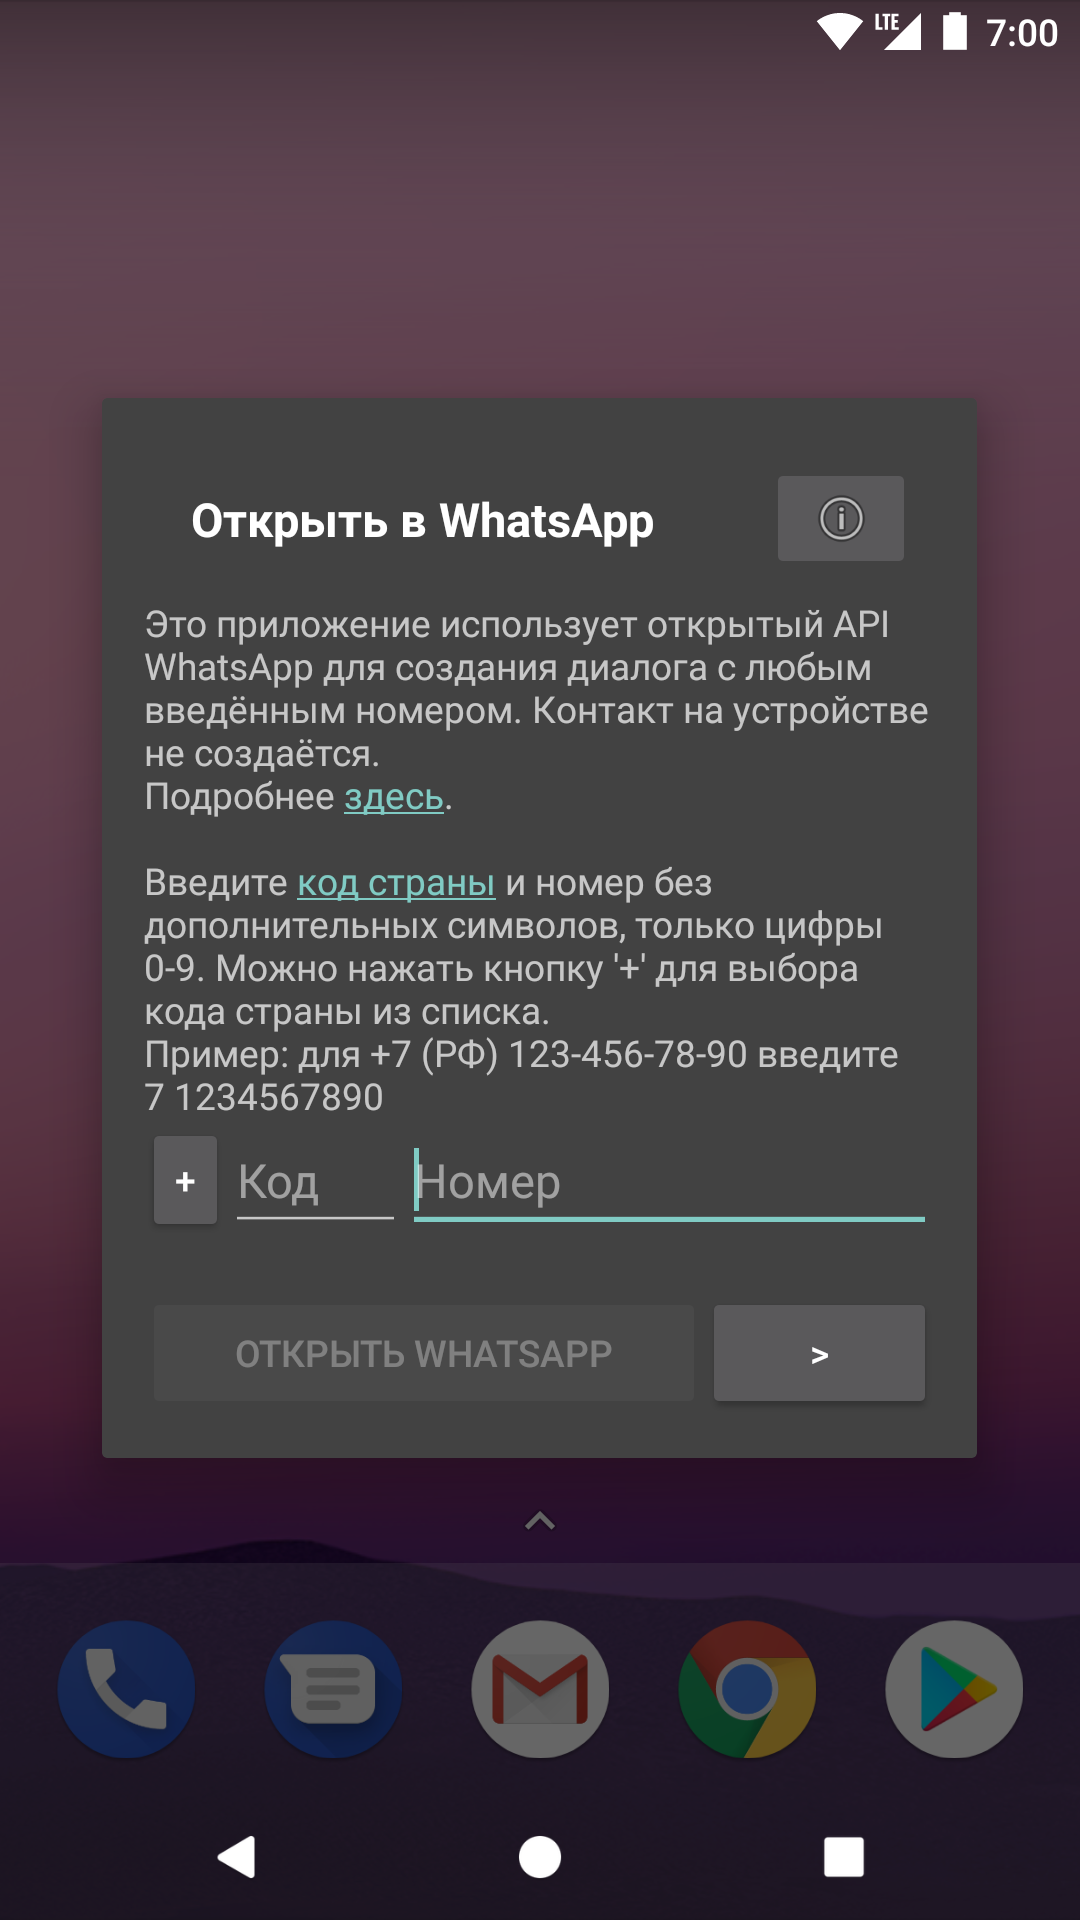 LTE 7:00
Открыть в WhatsApp
Это приложение использует открытый API
WhatsApp для создания диалога с любым
введённым номером. Контакт на устройстве
не создаётся.
Подробнее здесь.
Введите код страны и номер без
дополнительных символов, только цифры
0-9. Можно нажать кнопку '+' для выбора
кода страны из списка.
Пример: для +7 (РФ) 123-456-78-90 введите
7 1234567890
+ Код Номер
ОТКРЫТЬ WHATSAPP >